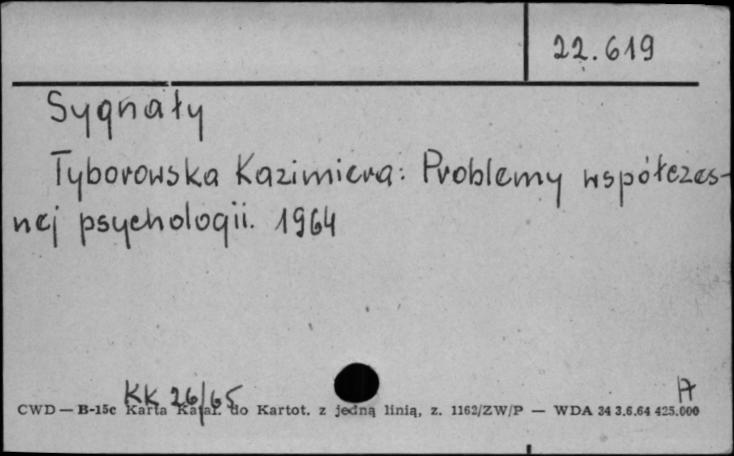 22.619
Sygnały
Tyborowska Kazimiera: Problemy współczes-
nej psychologii. 1964
KK 26/65
CWD — B-15c Karta Katal. do Kartot. z jedną linią, z. 1162/ZW/P — WDA 34 3.6.64 425.000